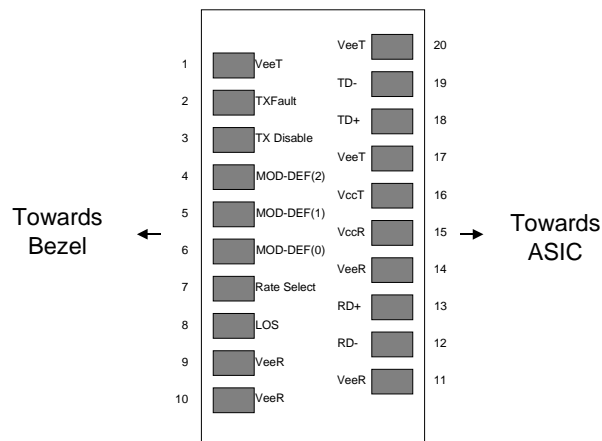 VeeT 20
1 VeeT
TD- 19
2 TXFault
TD+ 18
3 TX Disable
VeeT 17
4 MOD-DEF(2)
VccT 16
5 MOD-DEF(1)
Towards
Bezel
VccR 15
Towards
ASIC
6 MOD-DEF(0)
VeeR 14
7 Rate Select
RD+ 13
8 LOS
RD- 12
9 VeeR
VeeR 11
10 VeeR